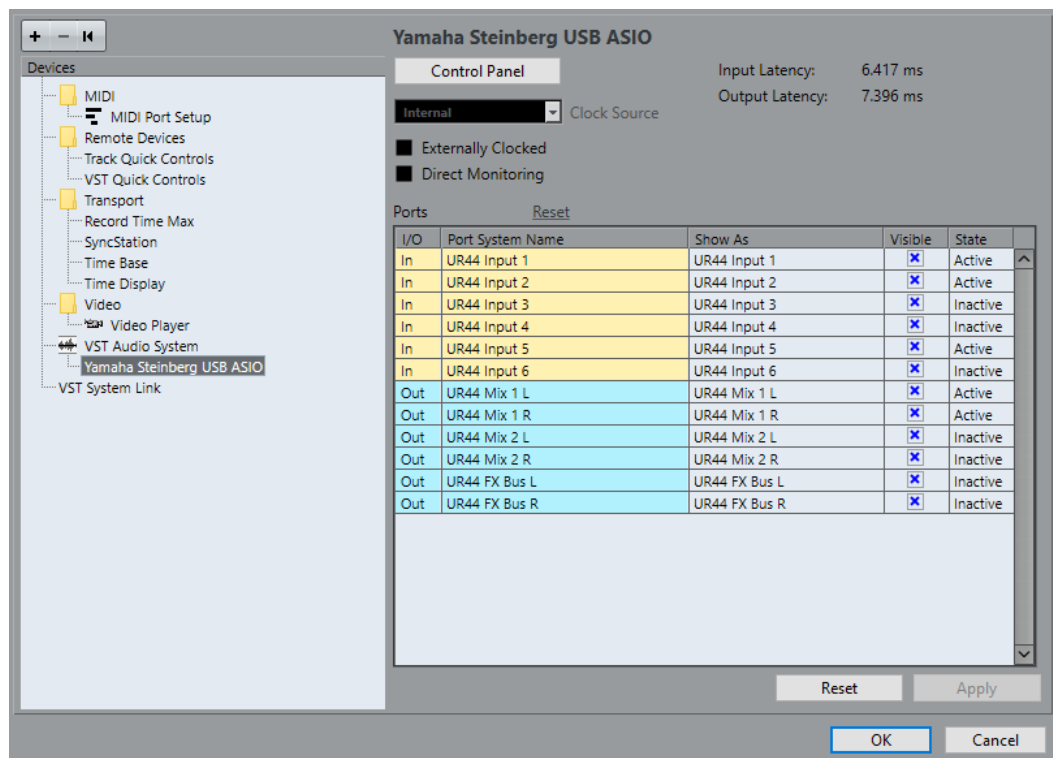 Devices
MIDI
MIDI Port Setup
Remote Devices
Track Quick Controls
VST Quick Controls
Transport
Record Time Max
SyncStation
Time Base
Time Display
Video
Video Player
VST Audio System
Yamaha Steinberg USB ASIO
VST System Link
Yamaha Steinberg USB ASIO
Control Panel
Input Latency: 6.417 ms
Output Latency: 7.396 ms
Internal Clock Source
Externally Clocked
Direct Monitoring
Ports Reset
I/O Port System Name Show As Visible State
In UR44 Input 1 UR44 Input 1 Active
In UR44 Input 2 UR44 Input 2 Active
In UR44 Input 3 UR44 Input 3 Inactive
In UR44 Input 4 UR44 Input 4 Inactive
In UR44 Input 5 UR44 Input 5 Active
In UR44 Input 6 UR44 Input 6 Inactive
Out UR44 Mix 1 L UR44 Mix 1 L Active
Out UR44 Mix 1 R UR44 Mix 1 R Active
Out UR44 Mix 2 L UR44 Mix 2 L Inactive
Out UR44 Mix 2 R UR44 Mix 2 R Inactive
Out UR44 FX Bus L UR44 FX Bus L Inactive
Out UR44 FX Bus R UR44 FX Bus R Inactive
Reset Apply
OK Cancel